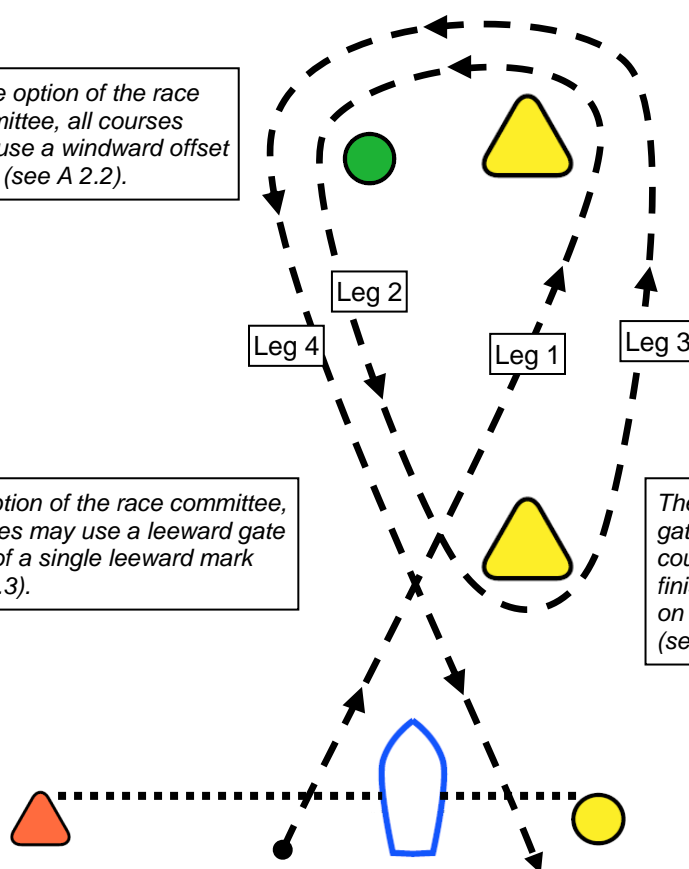 e option of the race
mittee, all courses
use a windward offset
(see A 2.2).
Leg 2
Leg 4
Leg 1
Leg 3
ption of the race committee,
es may use a leeward gate
of a single leeward mark
.3).
The
gat
cou
fini
on
(se